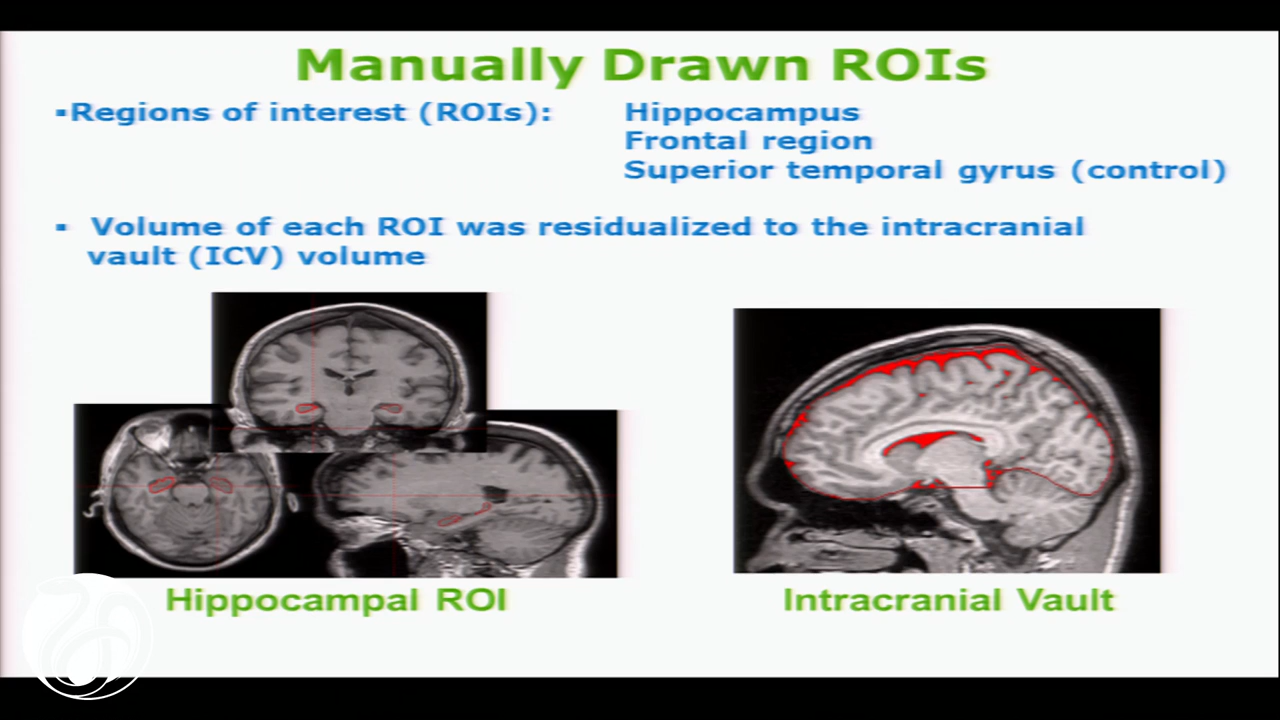 Manually Drawn ROIs
▪Regions of interest (ROIs): Hippocampus
Frontal region
Superior temporal gyrus (control)
▪ Volume of each ROI was residualized to the intracranial
vault (ICV) volume
Hippocampal ROI
Intracranial Vault